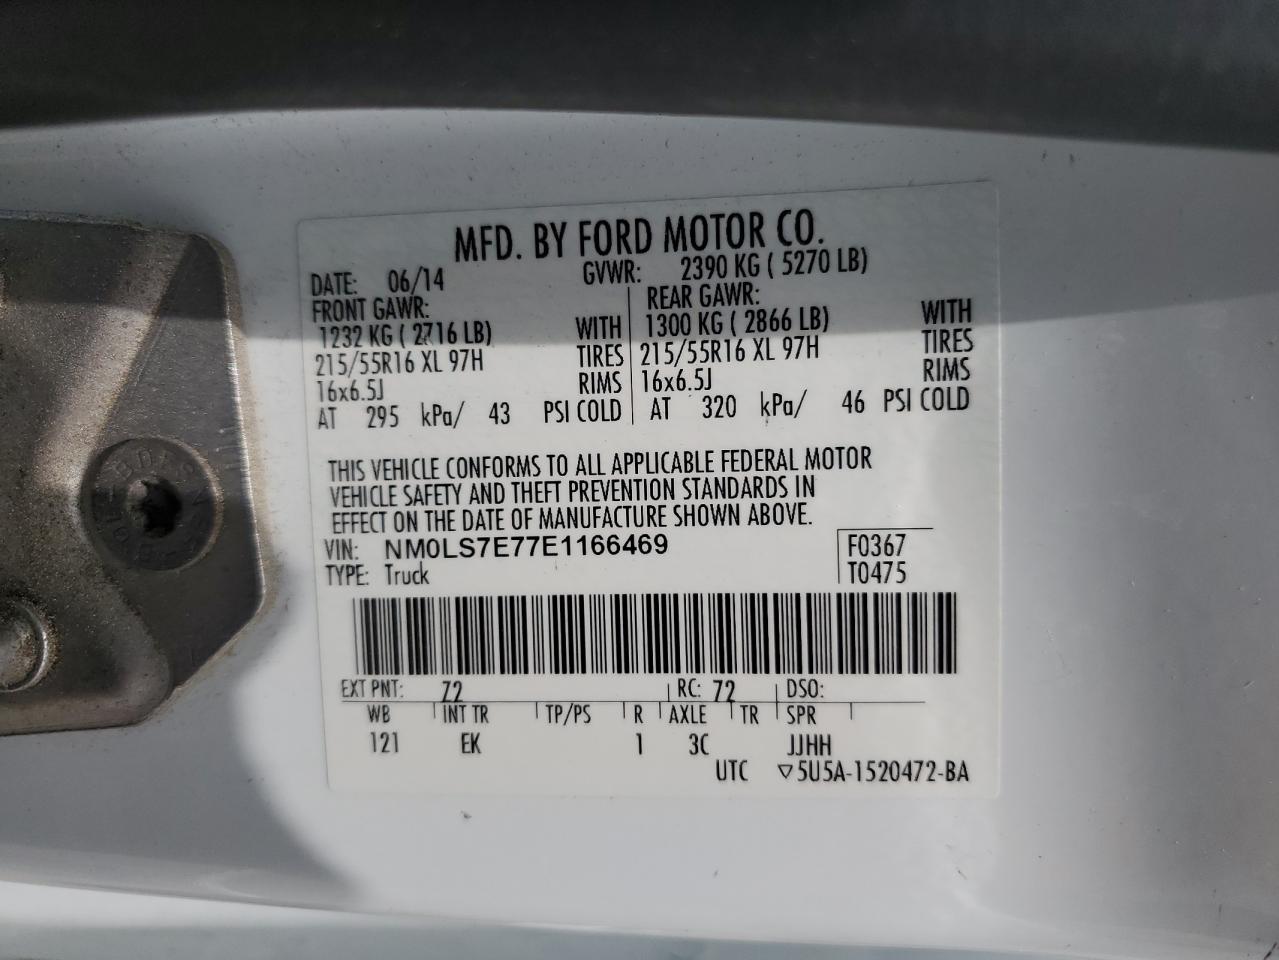 MFD. BY FORD MOTOR CO.
DATE: 06/14 GVWR: 2390 KG ( 5270 LB)
FRONT GAWR: REAR GAWR:
1232 KG ( 2716 LB) WITH 1300 KG ( 2866 LB) WITH
215/55R16 XL 97H TIRES 215/55R16 XL 97H TIRES
16x6.5J RIMS 16x6.5J RIMS
AT 295 kPa/ 43 PSI COLD AT 320 kPa/ 46 PSI COLD
THIS VEHICLE CONFORMS TO ALL APPLICABLE FEDERAL MOTOR
VEHICLE SAFETY AND THEFT PREVENTION STANDARDS IN
EFFECT ON THE DATE OF MANUFACTURE SHOWN ABOVE.
VIN: NM0LS7E77E1166469 F0367
TYPE: Truck T0475
EXT PNT: Z2 RC: 72 DSO:
WB INT TR TP/PS R AXLE TR SPR
121 EK 1 3C JJHH
UTC ▽5U5A-1520472-BA